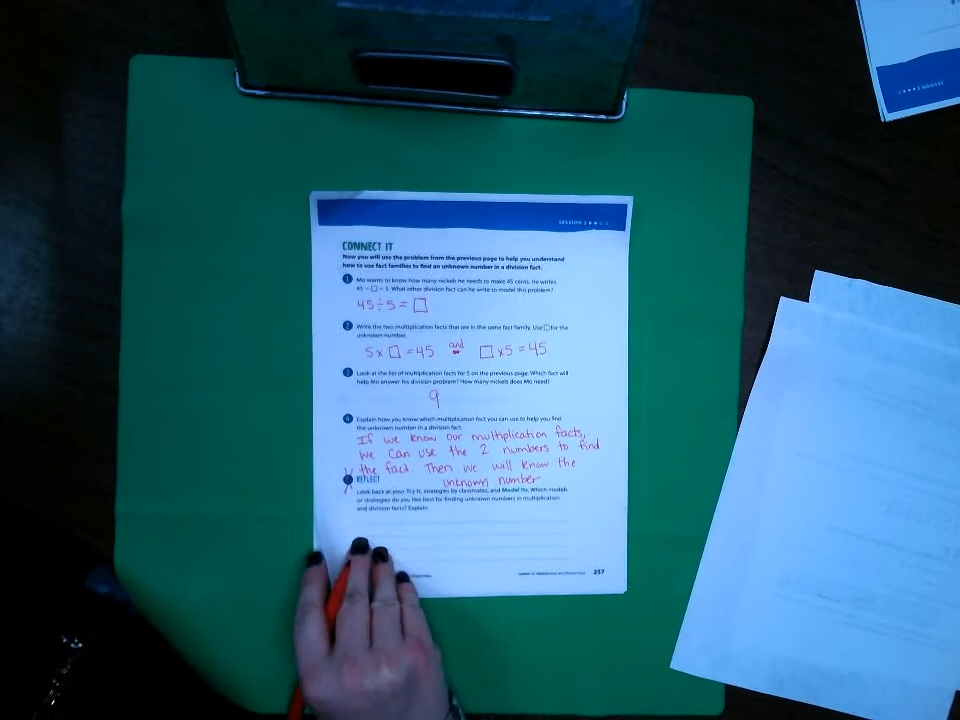 SESSION 2
CONNECT IT
Now you will use the problem from the previous page to help you understand
how to use fact families to find an unknown number in a division fact.
1 Mo wants to know how many nickels he needs to make 45 cents. He writes
45 ÷ □ = 5. What other division fact can he write to model this problem?
45 ÷ 5 = □
2 Write the two multiplication facts that are in the same fact family. Use □ for the
unknown number.
5 x □ = 45 and □ x 5 = 45
3 Look at the list of multiplication facts for 5 on the previous page. Which fact will
help Mo answer his division problem? How many nickels does Mo need?
9
4 Explain how you know which multiplication fact you can use to help you find
the unknown number in a division fact.
If we know our multiplication facts,
we can use the 2 numbers to find
the fact. Then we will know the
unknown number
REFLECT
Look back at your Try It, strategies by classmates, and Model Its. Which models
or strategies do you like best for finding unknown numbers in multiplication
and division facts? Explain.
257
SESSION 2